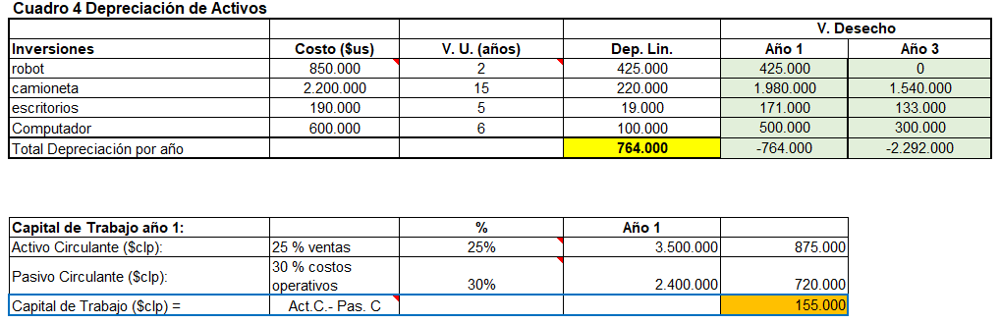 Cuadro 4 Depreciación de Activos
V. Desecho
Inversiones Costo ($us) V. U. (años) Dep. Lin. Año 1 Año 3
robot 850.000 2 425.000 425.000 0
camioneta 2.200.000 15 220.000 1.980.000 1.540.000
escritorios 190.000 5 19.000 171.000 133.000
Computador 600.000 6 100.000 500.000 300.000
Total Depreciación por año 764.000 -764.000 -2.292.000
Capital de Trabajo año 1: % Año 1
Activo Circulante ($clp): 25 % ventas 25% 3.500.000 875.000
Pasivo Circulante ($clp): 30 % costos
operativos 30% 2.400.000 720.000
Capital de Trabajo ($clp) = Act.C.- Pas. C 155.000